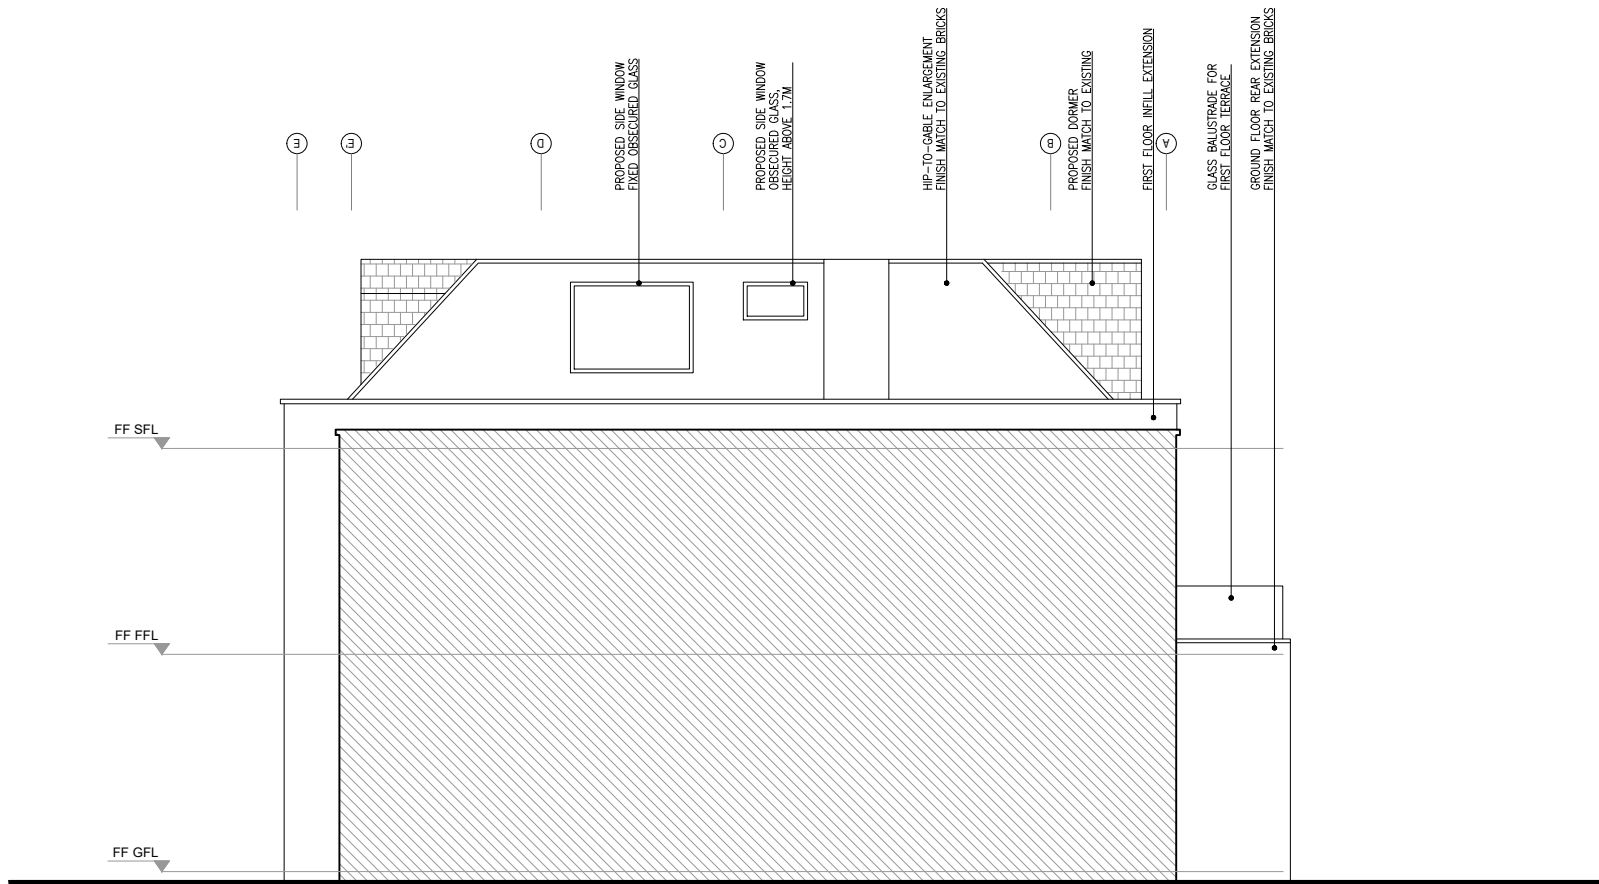 E
E'
D
C
B
A
PROPOSED SIDE WINDOW
FIXED OBSECURED GLASS
PROPOSED SIDE WINDOW
OBSECURED GLASS,
HEIGHT ABOVE 1.7M
HIP-TO-GABLE ENLARGEMENT
FINISH MATCH TO EXISTING BRICKS
PROPOSED DORMER
FINISH MATCH TO EXISTING
FIRST FLOOR INFILL EXTENSION
GLASS BALUSTRADE FOR
FIRST FLOOR TERRACE
GROUND FLOOR REAR EXTENSION
FINISH MATCH TO EXISTING BRICKS
FF SFL
FF FFL
FF GFL